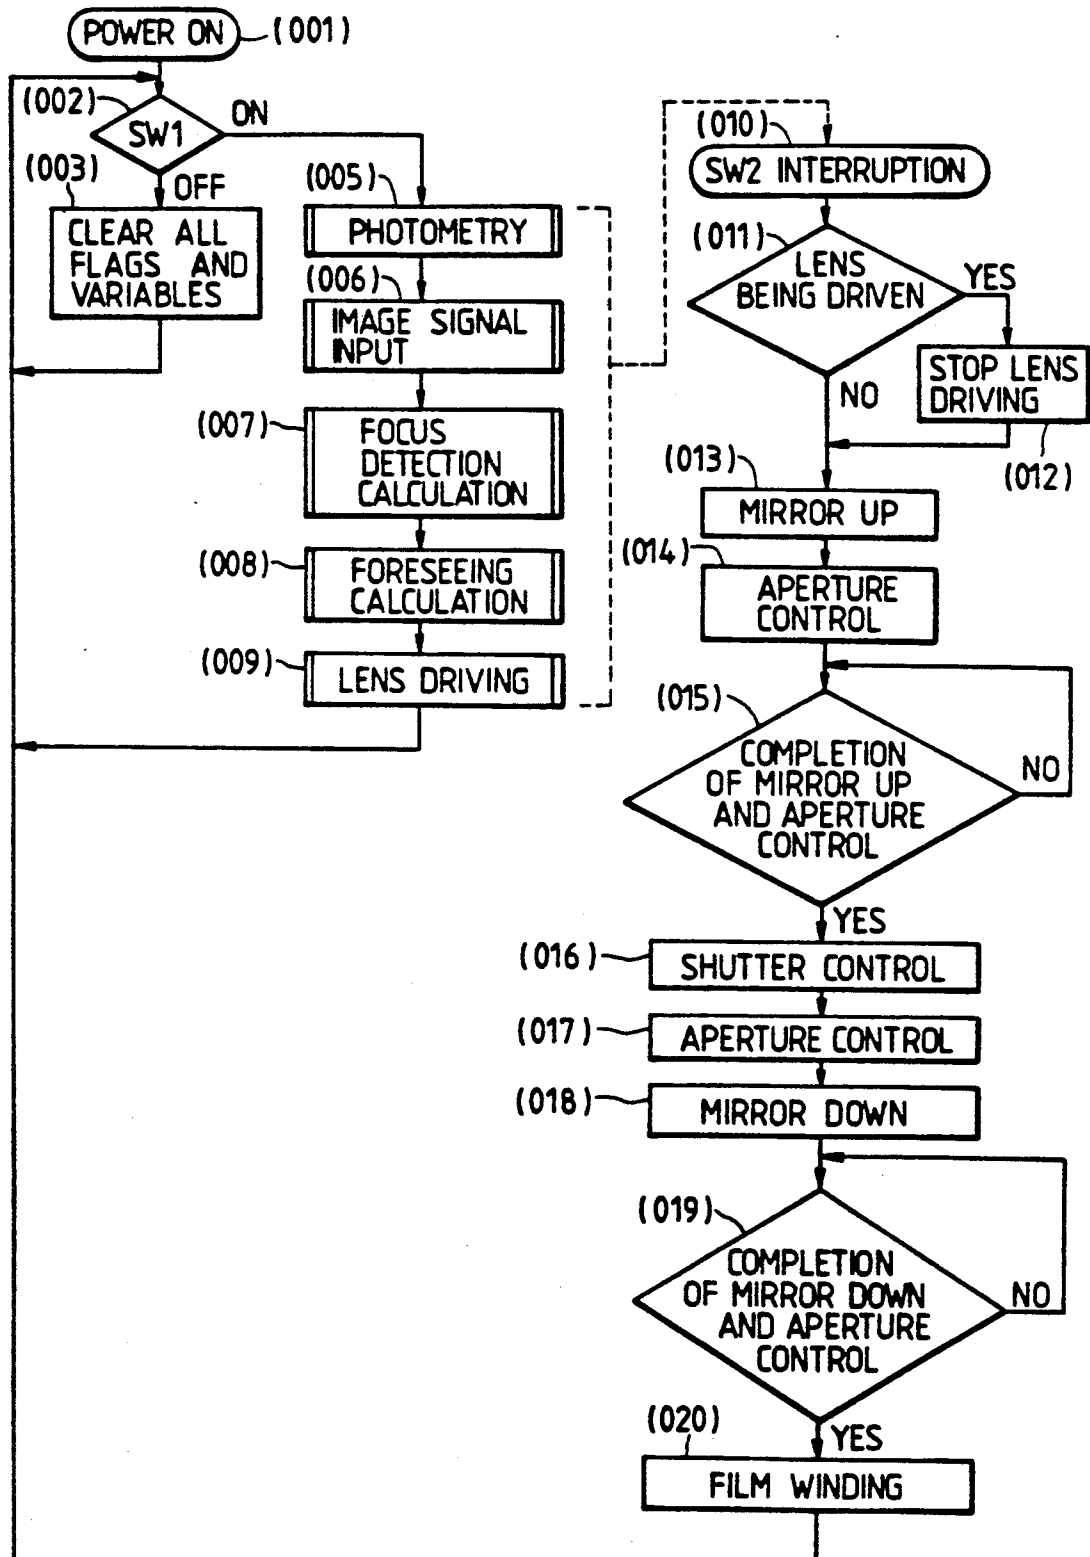 POWER ON
(001)
(002)
SW1
ON
(003)
OFF
CLEAR ALL
FLAGS AND
VARIABLES
(005)
PHOTOMETRY
(006)
IMAGE SIGNAL
INPUT
(007)
FOCUS
DETECTION
CALCULATION
(008)
FORESEEING
CALCULATION
(009)
LENS DRIVING
(010)
SW2 INTERRUPTION
(011)
LENS
BEING DRIVEN
YES
NO
STOP LENS
DRIVING
(012)
(013)
MIRROR UP
(014)
APERTURE
CONTROL
(015)
COMPLETION
OF MIRROR UP
AND APERTURE
CONTROL
NO
YES
(016)
SHUTTER CONTROL
(017)
APERTURE CONTROL
(018)
MIRROR DOWN
(019)
COMPLETION
OF MIRROR DOWN
AND APERTURE
CONTROL
NO
YES
(020)
FILM WINDING